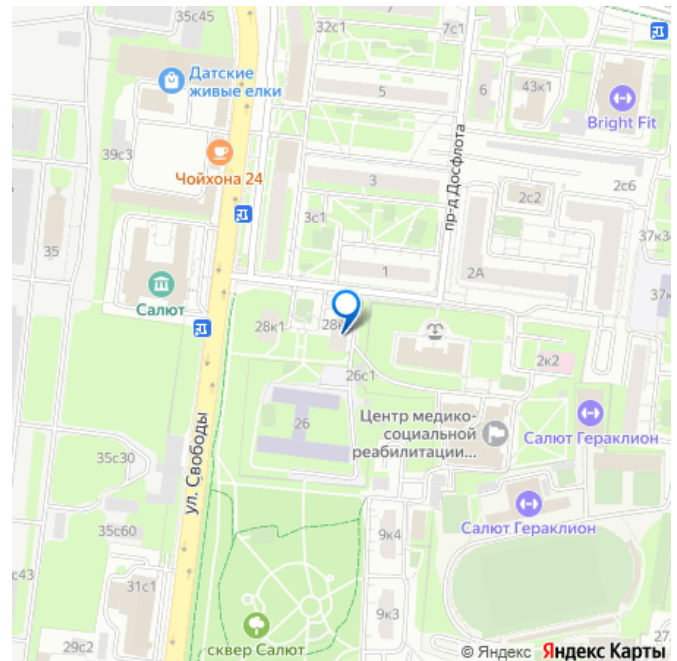 35с45
32с1
7с1
Датские
живые елки
5
6
43к1
Bright Fit
39с3
Чойхона 24
3
пр-д Досфлота
2с6
2с2
3с1
35
37к3
1
2А
Салют
28к1
2к2
26с1
26
Центр медико-
социальной
реабилитации...
Салют Гераклион
ул. Свободы
35с30
Салют Гераклион
35с60
9к4
31с1
с43
9к3
29с2
сквер Салют
© Яндекс Яндекс Карты